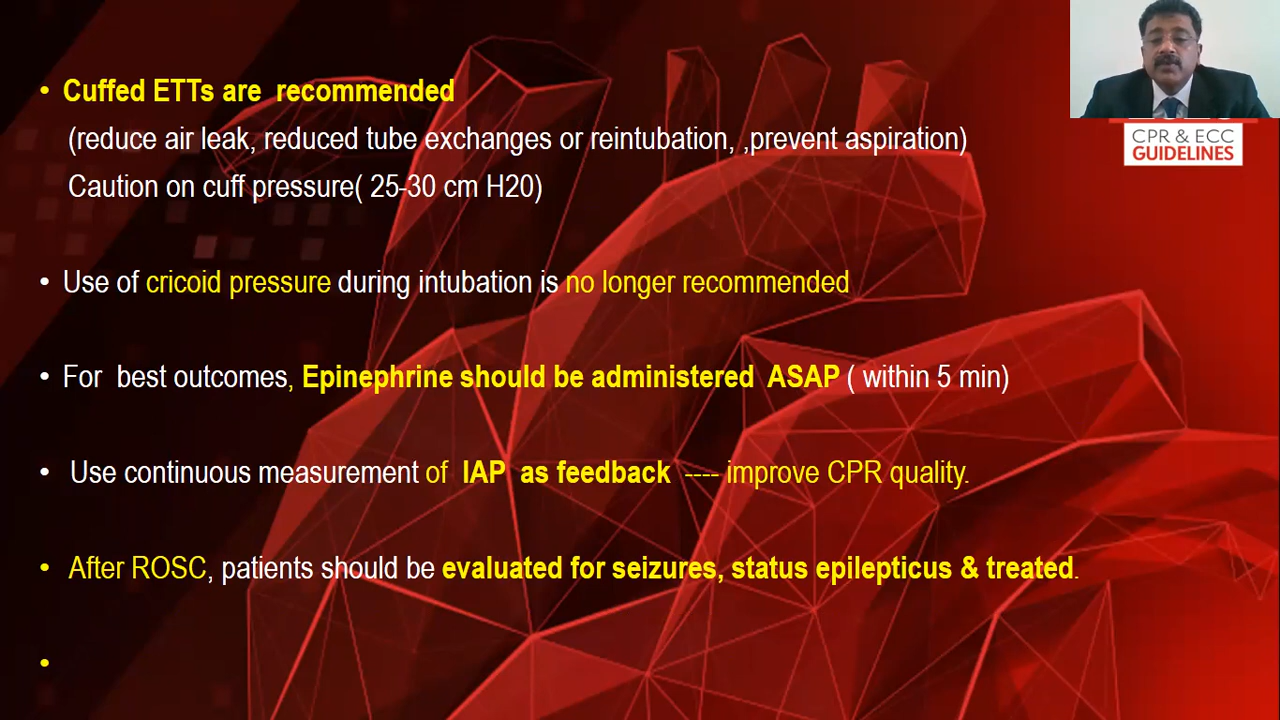 • Cuffed ETTs are recommended
(reduce air leak, reduced tube exchanges or reintubation, ,prevent aspiration)
Caution on cuff pressure( 25-30 cm H20)
• Use of cricoid pressure during intubation is no longer recommended
• For best outcomes, Epinephrine should be administered ASAP ( within 5 min)
• Use continuous measurement of IAP as feedback ---- improve CPR quality.
• After ROSC, patients should be evaluated for seizures, status epilepticus & treated.
•
CPR & ECC
GUIDELINES